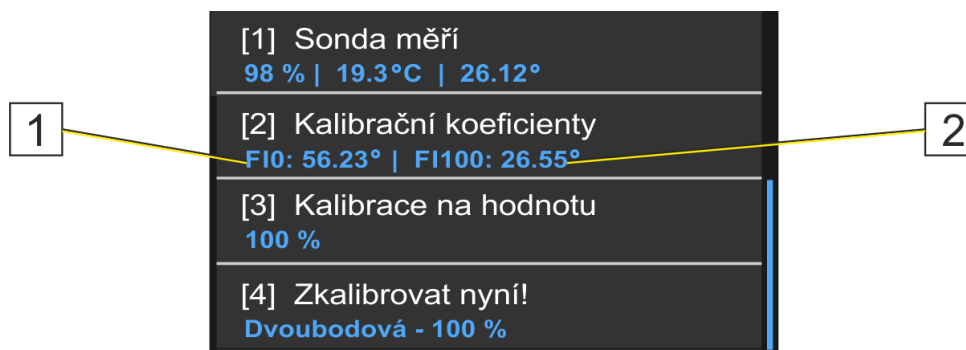 [1] Sonda měří
98 % | 19.3°C | 26.12°
[2] Kalibrační koeficienty
1
2
FI0: 56.23° | FI100: 26.55°
[3] Kalibrace na hodnotu
100 %
[4] Zkalibrovat nyní!
Dvoubodová - 100 %